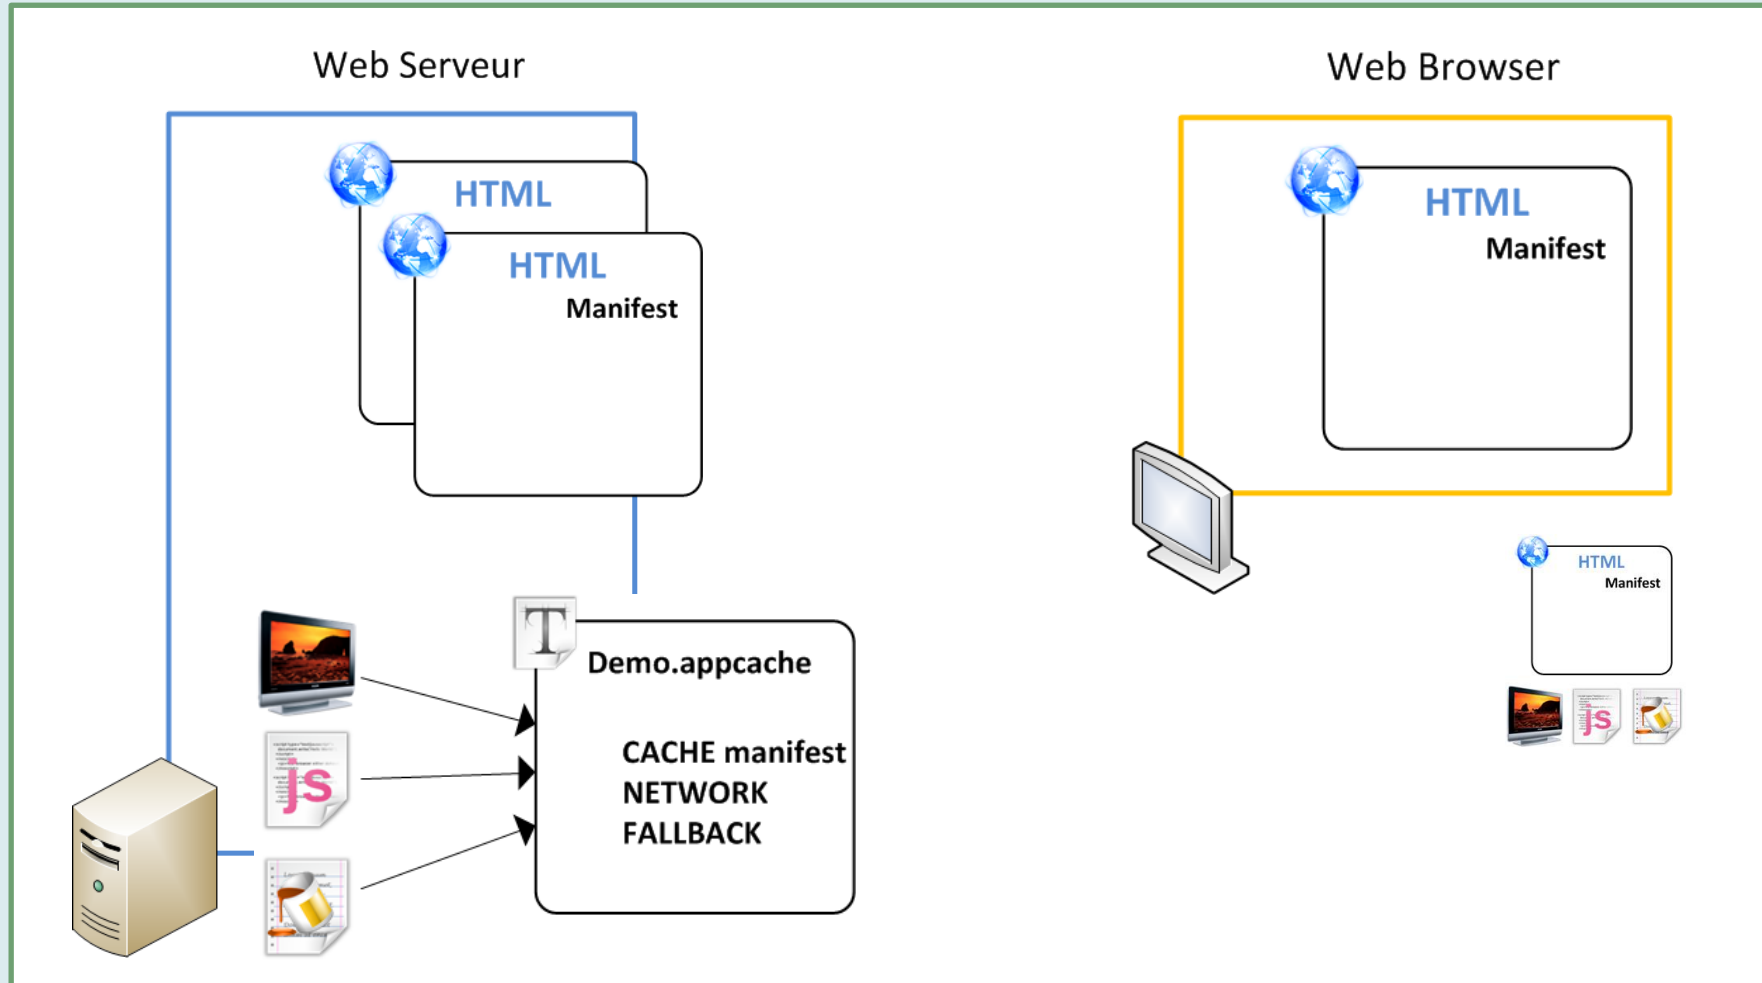 Web Serveur
HTML
HTML
Manifest
Demo.appcache
CACHE manifest
NETWORK
FALLBACK
js
T
Web Browser
HTML
Manifest
HTML
Manifest
js